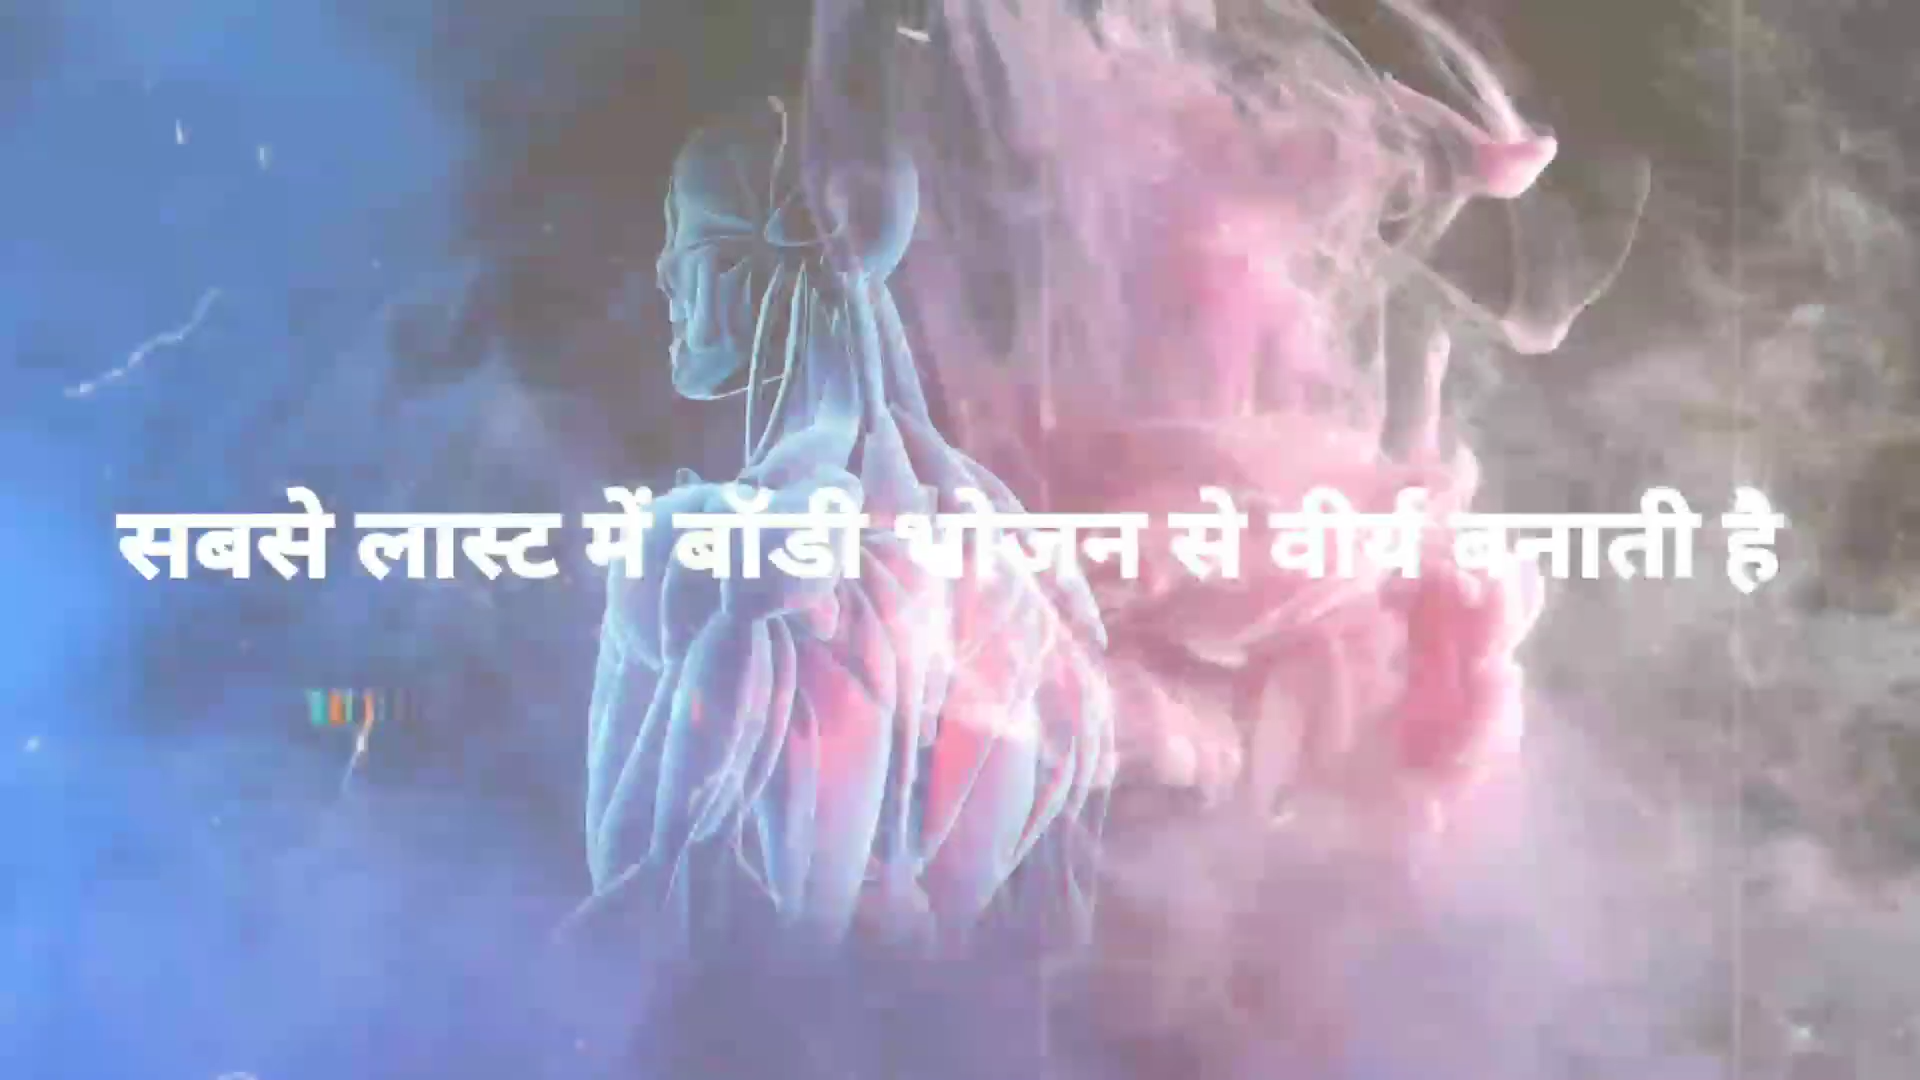 सबसे लास्ट में बॉडी भोजन से वीर्य बनाती है